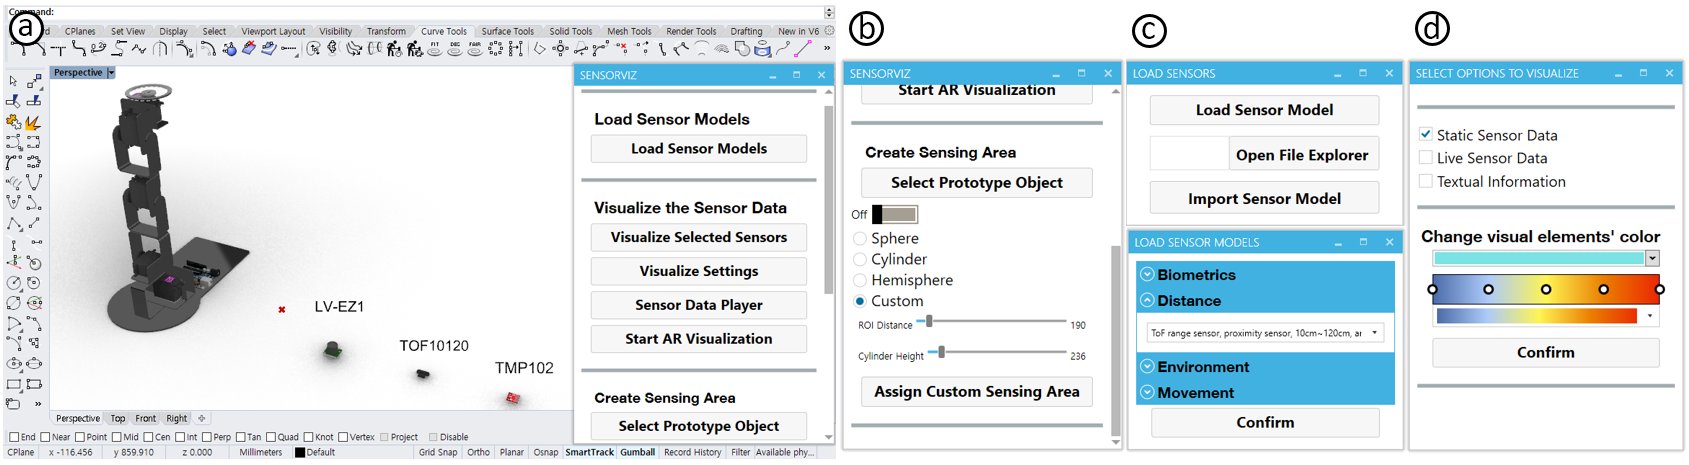 a
Command:
CPlanes Set View Display Select Viewport Layout Visibility Transform Curve Tools Surface Tools Solid Tools Mesh Tools Render Tools Drafting New in V6
FIT DEC FAIR
Perspective
LV-EZ1
TOF10120
TMP102
SENSORVIZ
Load Sensor Models
Load Sensor Models
Visualize the Sensor Data
Visualize Selected Sensors
Visualize Settings
Sensor Data Player
Start AR Visualization
Create Sensing Area
Select Prototype Object
Perspective Top Front Right
End Near Point Mid Cen Int Perp Tan Quad Knot Vertex Project Disable
CPlane x -116.456 y 859.910 z 0.000 Millimeters Default Grid Snap Ortho Planar Osnap SmartTrack Gumball Record History Filter Available phy...
b
SENSORVIZ
Start AR Visualization
Create Sensing Area
Select Prototype Object
Off
Sphere
Cylinder
Hemisphere
Custom
ROI Distance 190
Cylinder Height 236
Assign Custom Sensing Area
c
LOAD SENSORS
Load Sensor Model
Open File Explorer
Import Sensor Model
LOAD SENSOR MODELS
Biometrics
Distance
ToF range sensor, proximity sensor, 10cm~120cm, ar
Environment
Movement
Confirm
d
SELECT OPTIONS TO VISUALIZE
Static Sensor Data
Live Sensor Data
Textual Information
Change visual elements' color
Confirm